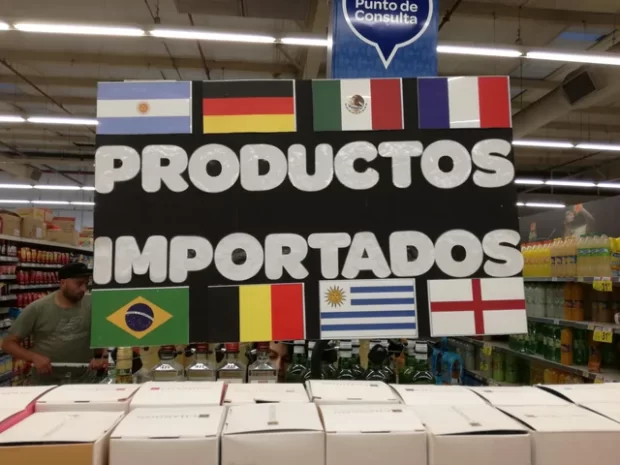 Punto de
Consulta
PRODUCTOS
IMPORTADOS